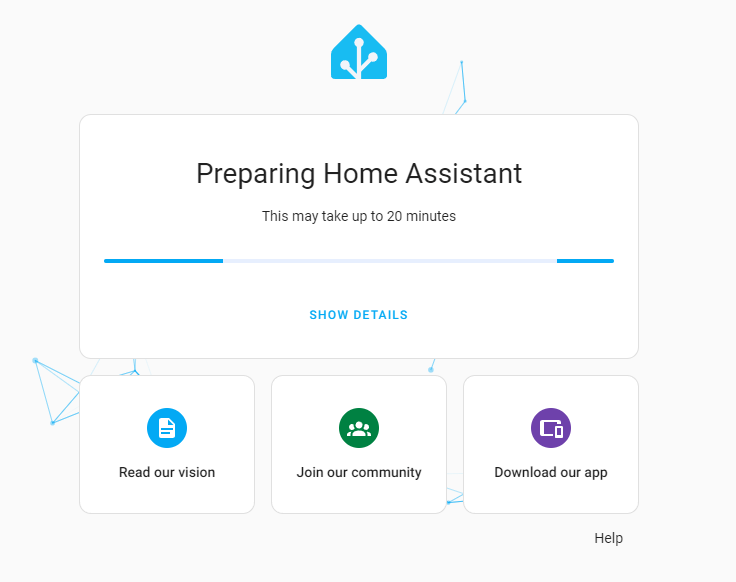 Preparing Home Assistant
This may take up to 20 minutes
SHOW DETAILS
Read our vision
Join our community
Download our app
Help